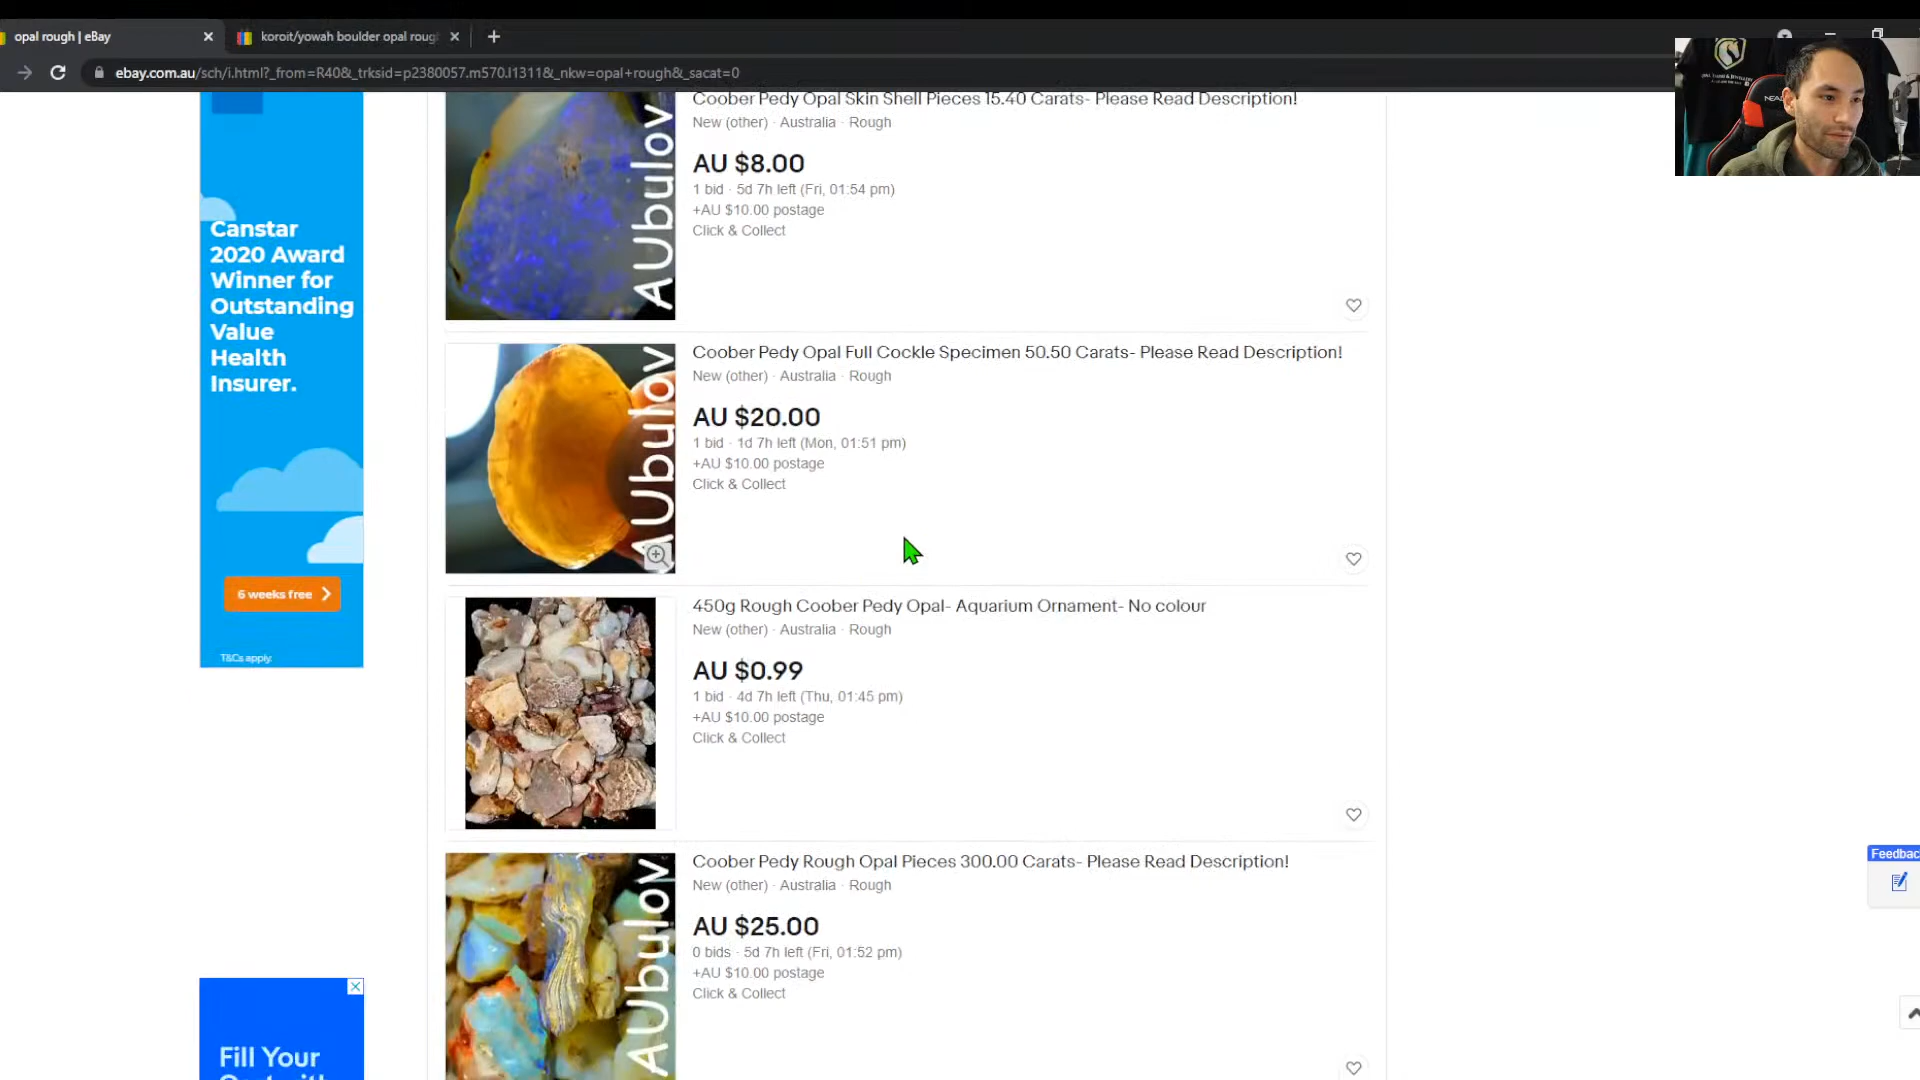 opal rough | eBay
koroit/yowah boulder opal roug
ebay.com.au/sch/i.html?_from=R40&_trksid=p2380057.m570.l1311&_nkw=opal+rough&_sacat=0
Canstar
2020 Award
Winner for
Outstanding
Value
Health
Insurer.
6 weeks free
T&Cs apply.
Fill Your
AUbulov
Coober Pedy Opal Skin Shell Pieces 15.40 Carats- Please Read Description!
New (other) · Australia · Rough
AU $8.00
1 bid · 5d 7h left (Fri, 01:54 pm)
+AU $10.00 postage
Click & Collect
AUbulov
Coober Pedy Opal Full Cockle Specimen 50.50 Carats- Please Read Description!
New (other) · Australia · Rough
AU $20.00
1 bid · 1d 7h left (Mon, 01:51 pm)
+AU $10.00 postage
Click & Collect
450g Rough Coober Pedy Opal- Aquarium Ornament- No colour
New (other) · Australia · Rough
AU $0.99
1 bid · 4d 7h left (Thu, 01:45 pm)
+AU $10.00 postage
Click & Collect
AUbulov
Coober Pedy Rough Opal Pieces 300.00 Carats- Please Read Description!
New (other) · Australia · Rough
AU $25.00
0 bids · 5d 7h left (Fri, 01:52 pm)
+AU $10.00 postage
Click & Collect
Feedbac